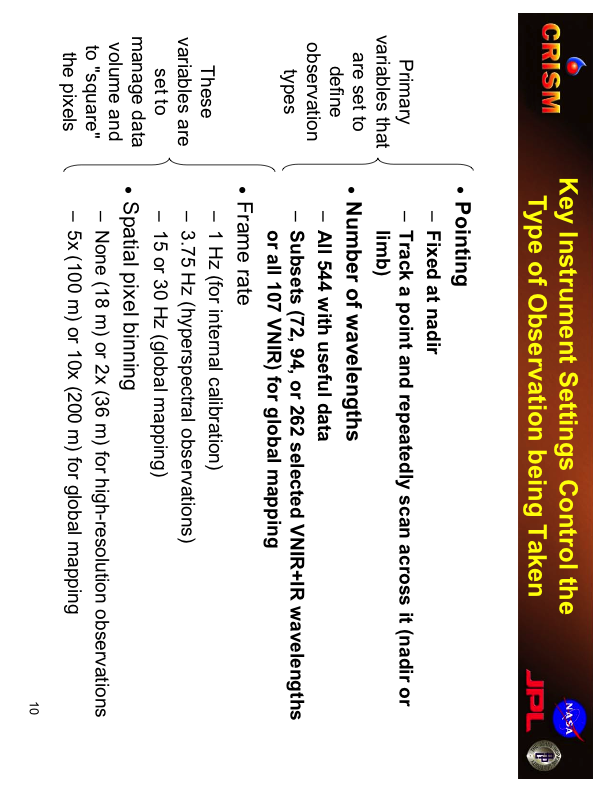 CRISM
Key Instrument Settings Control the
Type of Observation being Taken
NASA
JPL
Primary
variables that
are set to
define
observation
types
• Pointing
– Fixed at nadir
– Track a point and repeatedly scan across it (nadir or
limb)
• Number of wavelengths
– All 544 with useful data
– Subsets (72, 94, or 262 selected VNIR+IR wavelengths
or all 107 VNIR) for global mapping
These
variables are
set to
manage data
volume and
to "square"
the pixels
• Frame rate
– 1 Hz (for internal calibration)
– 3.75 Hz (hyperspectral observations)
– 15 or 30 Hz (global mapping)
• Spatial pixel binning
– None (18 m) or 2x (36 m) for high-resolution observations
– 5x (100 m) or 10x (200 m) for global mapping
10